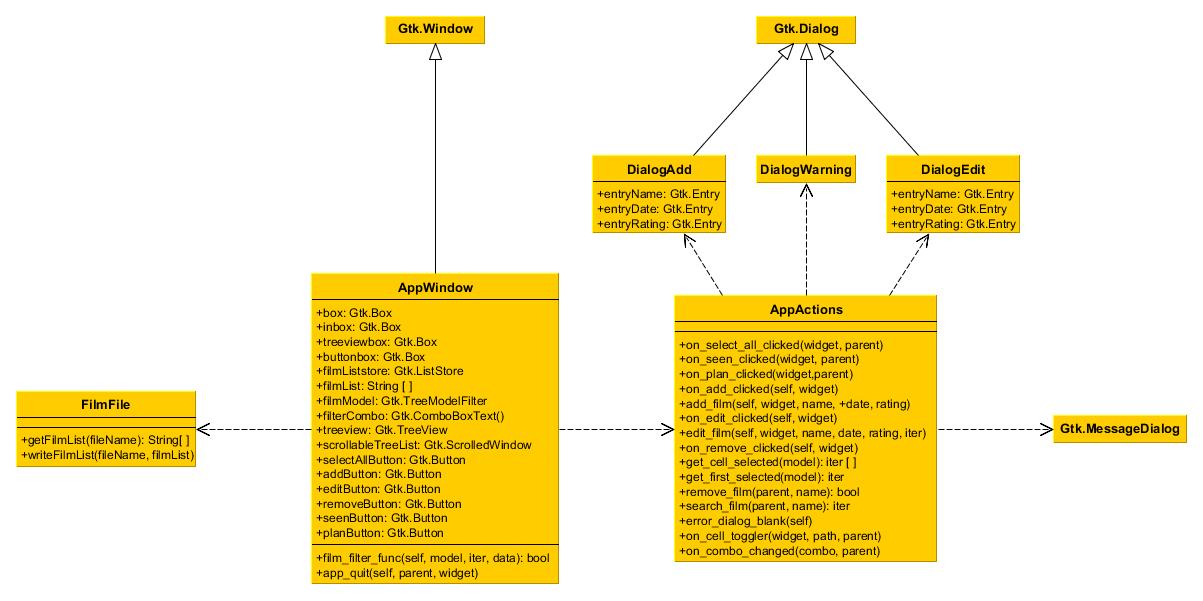 Gtk.Window
Gtk.Dialog
DialogAdd
+entryName: Gtk.Entry
+entryDate: Gtk.Entry
+entryRating: Gtk.Entry
DialogWarning
DialogEdit
+entryName: Gtk.Entry
+entryDate: Gtk.Entry
+entryRating: Gtk.Entry
FilmFile
+getFilmList(fileName): String[ ]
+writeFilmList(fileName, filmList)
AppWindow
+box: Gtk.Box
+inbox: Gtk.Box
+treeviewbox: Gtk.Box
+buttonbox: Gtk.Box
+filmListstore: Gtk.ListStore
+filmList: String [ ]
+filmModel: Gtk.TreeModelFilter
+filterCombo: Gtk.ComboBoxText()
+treeview: Gtk.TreeView
+scrollableTreeList: Gtk.ScrolledWindow
+selectAllButton: Gtk.Button
+addButton: Gtk.Button
+editButton: Gtk.Button
+removeButton: Gtk.Button
+seenButton: Gtk.Button
+planButton: Gtk.Button
+film_filter_func(self, model, iter, data): bool
+app_quit(self, parent, widget)
AppActions
+on_select_all_clicked(widget, parent)
+on_seen_clicked(widget, parent)
+on_plan_clicked(widget,parent)
+on_add_clicked(self, widget)
+add_film(self, widget, name, +date, rating)
+on_edit_clicked(self, widget)
+edit_film(self, widget, name, date, rating, iter)
+on_remove_clicked(self, widget)
+get_cell_selected(model): iter [ ]
+get_first_selected(model): iter
+remove_film(parent, name): bool
+search_film(parent, name): iter
+error_dialog_blank(self)
+on_cell_toggler(widget, path, parent)
+on_combo_changed(combo, parent)
Gtk.MessageDialog